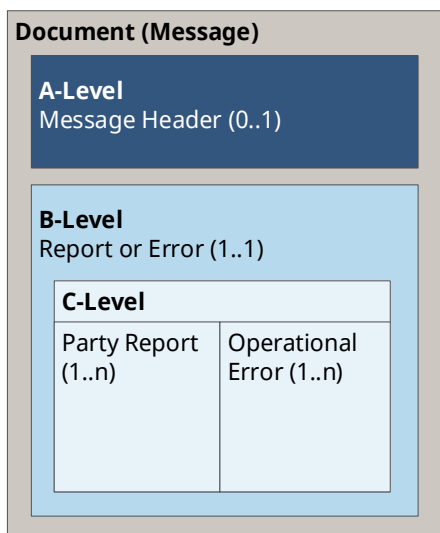 Document (Message)
A-Level
Message Header (0..1)
B-Level
Report or Error (1..1)
C-Level
Party Report
(1..n)
Operational
Error (1..n)